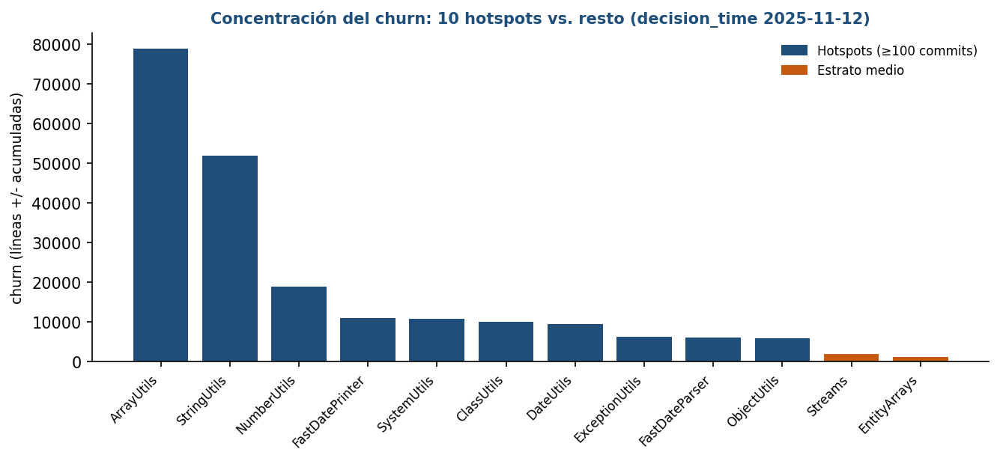 Concentración del churn: 10 hotspots vs. resto (decision_time 2025-11-12)
Hotspots (≥100 commits)
Estrato medio
churn (líneas +/- acumuladas)
80000
70000
60000
50000
40000
30000
20000
10000
0
ArrayUtils
StringUtils
NumberUtils
FastDatePrinter
SystemUtils
ClassUtils
DateUtils
ExceptionUtils
FastDateParser
ObjectUtils
Streams
EntityArrays